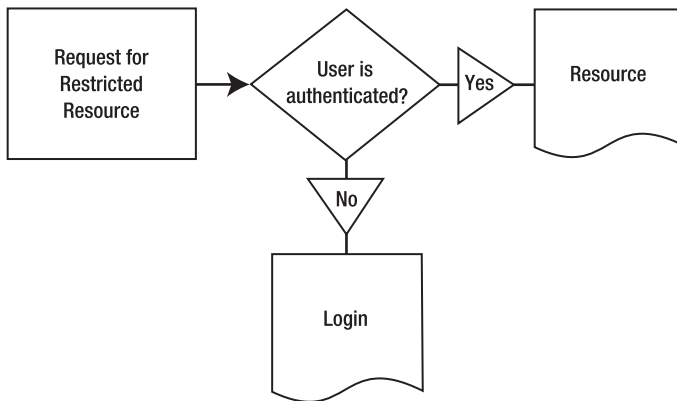 Request for
Restricted
Resource
User is
authenticated?
Yes
Resource
No
Login